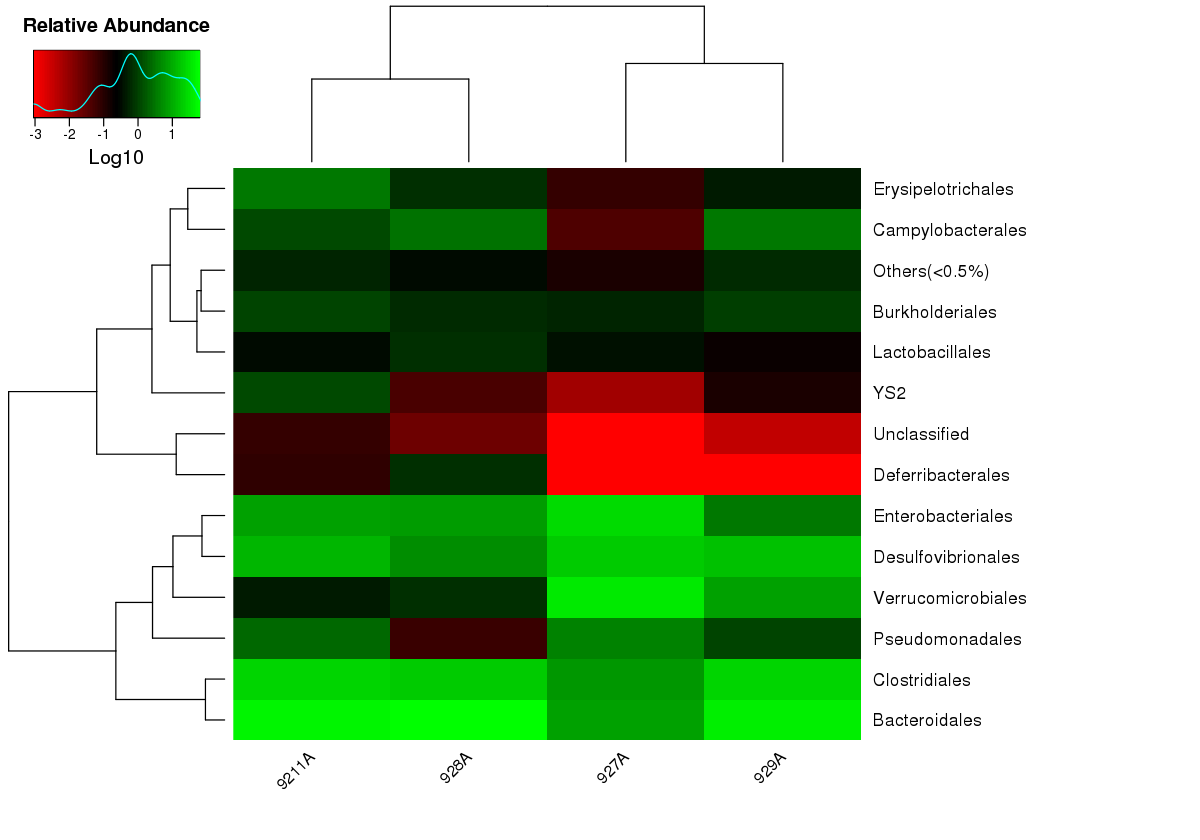 Relative Abundance
-3 -2 -1 0 1
Log10
Erysipelotrichales
Campylobacterales
Others(<0.5%)
Burkholderiales
Lactobacillales
YS2
Unclassified
Deferribacterales
Enterobacteriales
Desulfovibrionales
Verrucomicrobiales
Pseudomonadales
Clostridiales
Bacteroidales
9211A 928A 927A 929A